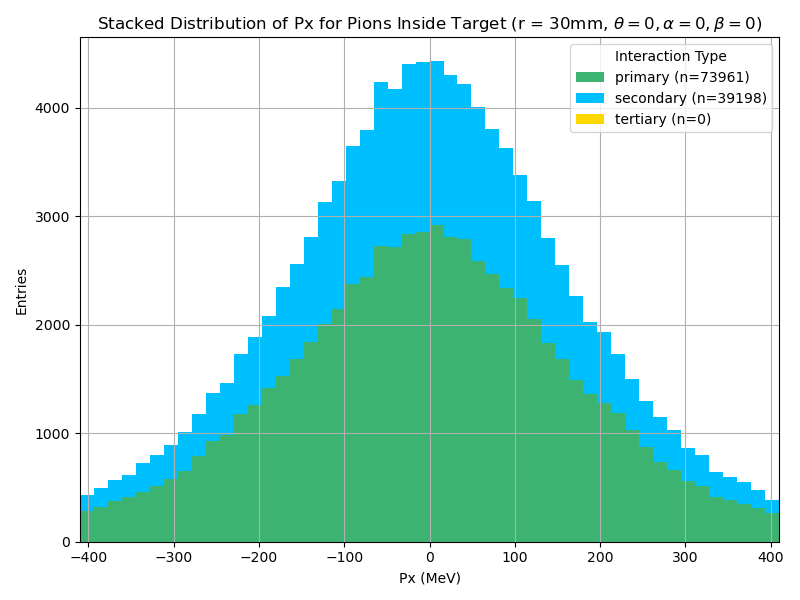 Stacked Distribution of Px for Pions Inside Target (r = 30mm, θ = 0, α = 0, β = 0)
Interaction Type
primary (n=73961)
secondary (n=39198)
tertiary (n=0)
4000
3000
2000
1000
0
Entries
−400 −300 −200 −100 0 100 200 300 400
Px (MeV)